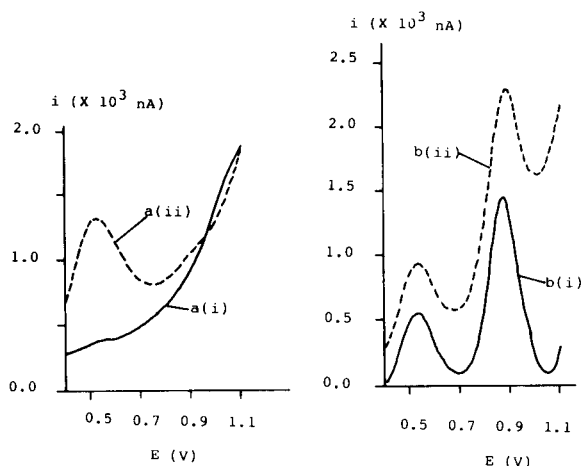 i (X 10³ nA)
2.0
1.0
0.0
a(ii)
a(i)
0.5 0.7 0.9 1.1
E (V)
i (X 10³ nA)
2.5
2.0
1.5
1.0
0.5
0.0
b(ii)
b(i)
0.5 0.7 0.9 1.1
E (V)